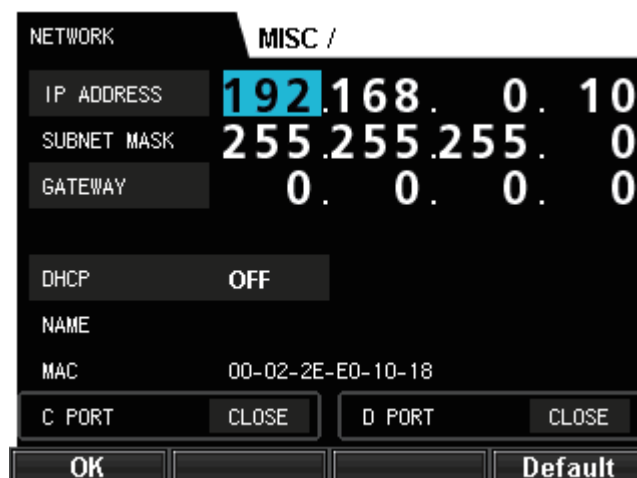 NETWORK MISC /
IP ADDRESS 192.168. 0. 10
SUBNET MASK 255.255.255. 0
GATEWAY 0. 0. 0. 0
DHCP OFF
NAME
MAC 00-02-2E-E0-10-18
C PORT CLOSE D PORT CLOSE
OK Default